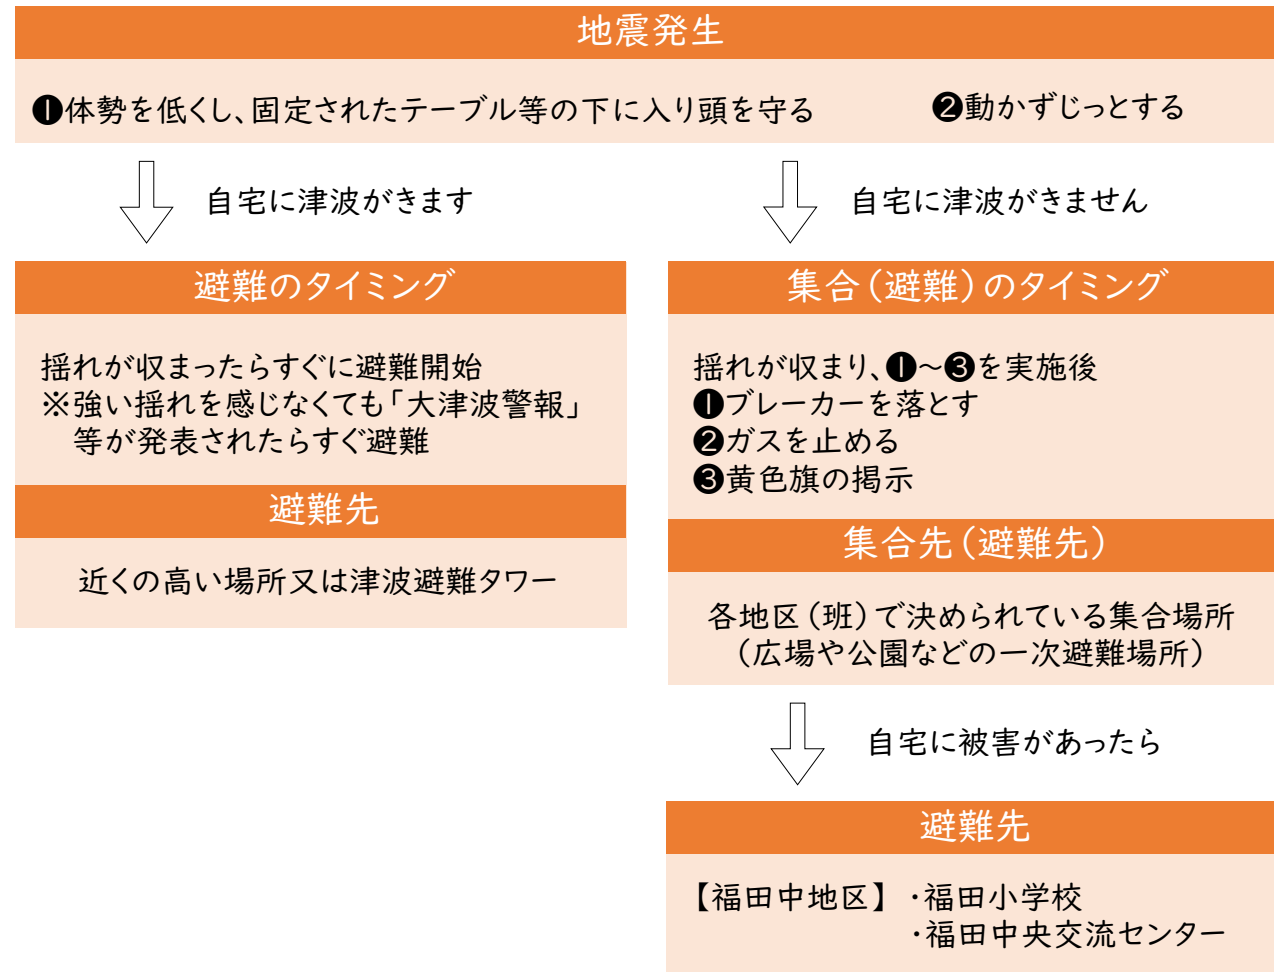 地震発生
❶体勢を低くし、固定されたテーブル等の下に入り頭を守る
❷動かずじっとする
自宅に津波がきます
自宅に津波がきません
避難のタイミング
揺れが収まったらすぐに避難開始
※強い揺れを感じなくても「大津波警報」
等が発表されたらすぐ避難
避難先
近くの高い場所又は津波避難タワー
集合(避難)のタイミング
揺れが収まり、❶～❸を実施後
❶ブレーカーを落とす
❷ガスを止める
❸黄色旗の掲示
集合先(避難先)
各地区(班)で決められている集合場所
(広場や公園などの一次避難場所)
自宅に被害があったら
避難先
【福田中地区】・福田小学校
・福田中央交流センター